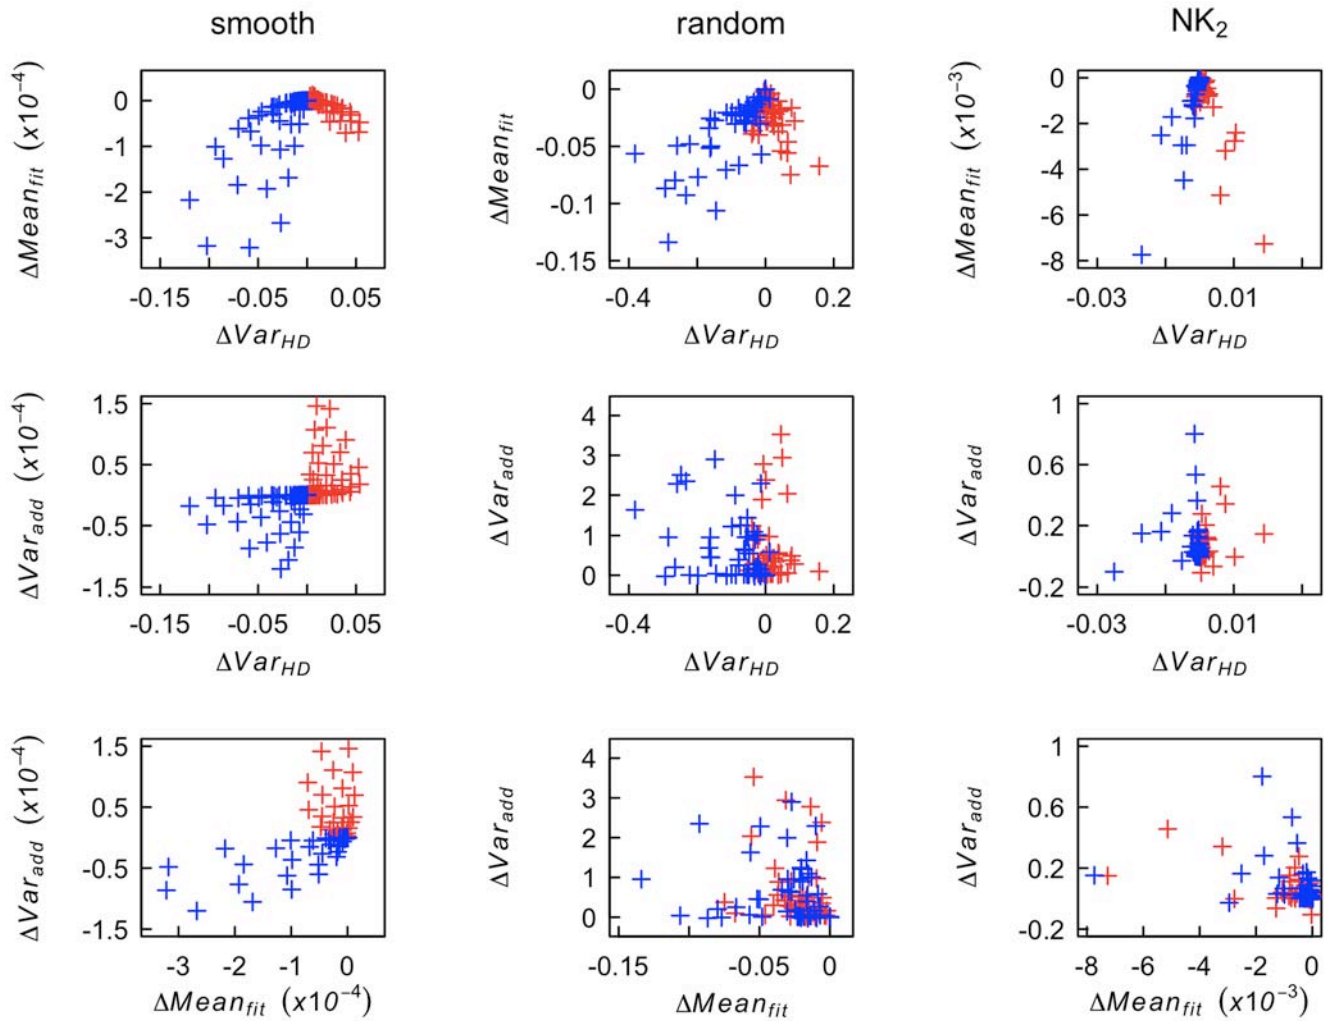 smooth random NK2
ΔMeanfit (x10-4)
0
-1
-2
-3
-0.15 -0.05 0.05
ΔVarHD
ΔMeanfit
0
-0.05
-0.1
-0.15
-0.4 0 0.2
ΔVarHD
ΔMeanfit (x10-3)
0
-2
-4
-6
-8
-0.03 0.01
ΔVarHD
ΔVaradd (x10-4)
1.5
0.5
-0.5
-1.5
-0.15 -0.05 0.05
ΔVarHD
ΔVaradd
4
3
2
1
0
-0.4 0 0.2
ΔVarHD
ΔVaradd
1
0.6
0.2
-0.2
-0.03 0.01
ΔVarHD
ΔVaradd (x10-4)
1.5
0.5
-0.5
-1.5
-3 -2 -1 0
ΔMeanfit (x10-4)
ΔVaradd
4
3
2
1
0
-0.15 -0.05 0
ΔMeanfit
ΔVaradd
1
0.6
0.2
-0.2
-8 -6 -4 -2 0
ΔMeanfit (x10-3)